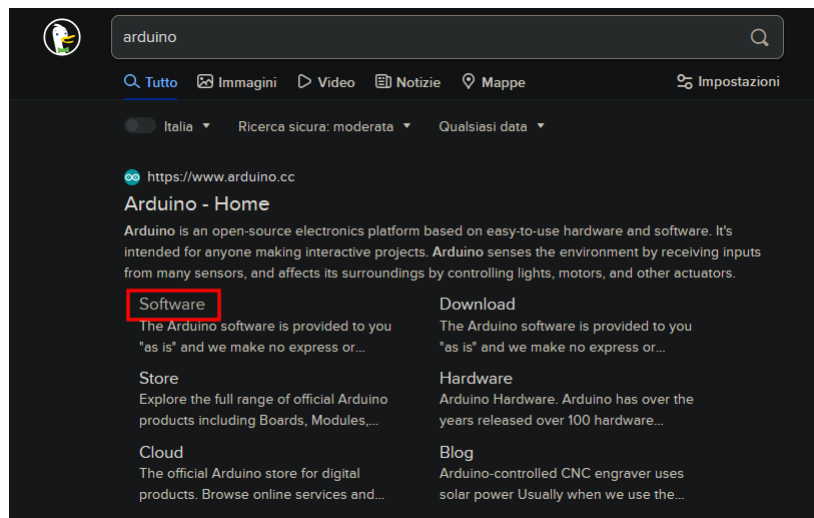 arduino
Tutto Immagini Video Notizie Mappe Impostazioni
Italia Ricerca sicura: moderata Qualsiasi data
https://www.arduino.cc
Arduino - Home
Arduino is an open-source electronics platform based on easy-to-use hardware and software. It's
intended for anyone making interactive projects. Arduino senses the environment by receiving inputs
from many sensors, and affects its surroundings by controlling lights, motors, and other actuators.
Software
The Arduino software is provided to you
"as is" and we make no express or...
Download
The Arduino software is provided to you
"as is" and we make no express or...
Store
Explore the full range of official Arduino
products including Boards, Modules,...
Hardware
Arduino Hardware. Arduino has over the
years released over 100 hardware...
Cloud
The official Arduino store for digital
products. Browse online services and...
Blog
Arduino-controlled CNC engraver uses
solar power Usually when we use the...